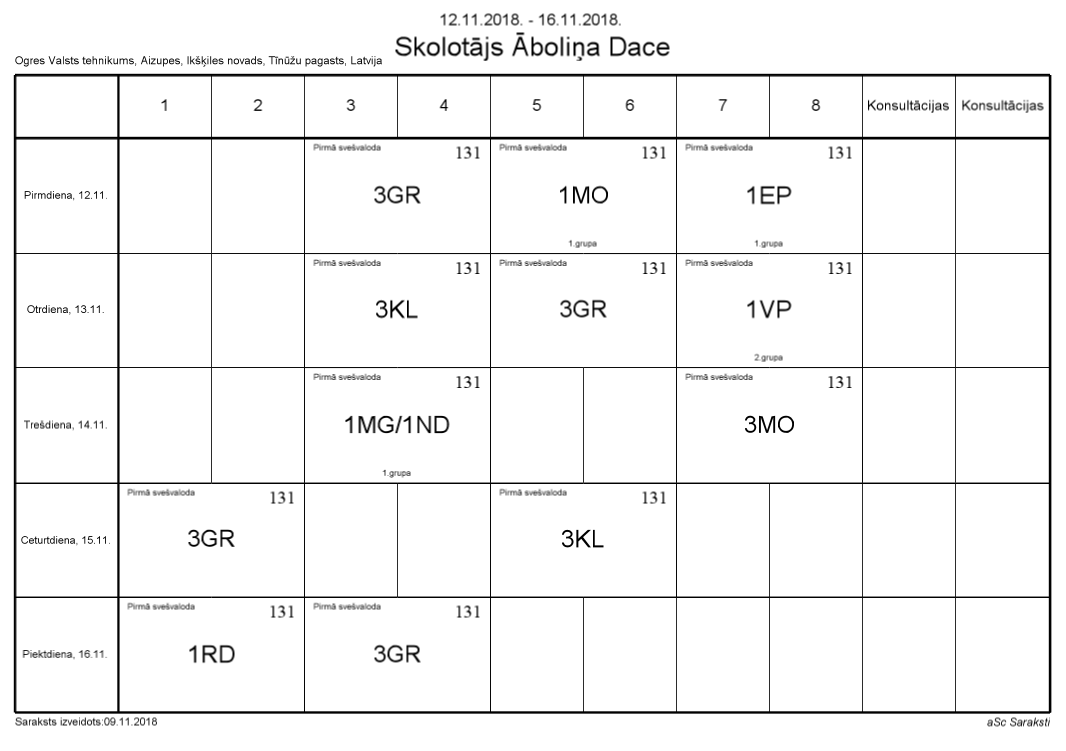 12.11.2018. - 16.11.2018.
Skolotājs Āboliņa Dace
Ogres Valsts tehnikums, Aizupes, Ikšķiles novads, Tīnūžu pagasts, Latvija
1 2 3 4 5 6 7 8 Konsultācijas Konsultācijas
Pirmā svešvaloda 131 Pirmā svešvaloda 131 Pirmā svešvaloda 131
Pirmdiena, 12.11. 3GR 1MO 1EP
1.grupa 1.grupa
Pirmā svešvaloda 131 Pirmā svešvaloda 131 Pirmā svešvaloda 131
Otrdiena, 13.11. 3KL 3GR 1VP
2.grupa
Pirmā svešvaloda 131 Pirmā svešvaloda 131
Trešdiena, 14.11. 1MG/1ND 3MO
1.grupa
Pirmā svešvaloda 131 Pirmā svešvaloda 131
Ceturtdiena, 15.11. 3GR 3KL
Pirmā svešvaloda 131 Pirmā svešvaloda 131
Piektdiena, 16.11. 1RD 3GR
Saraksts izveidots:09.11.2018 aSc Saraksti